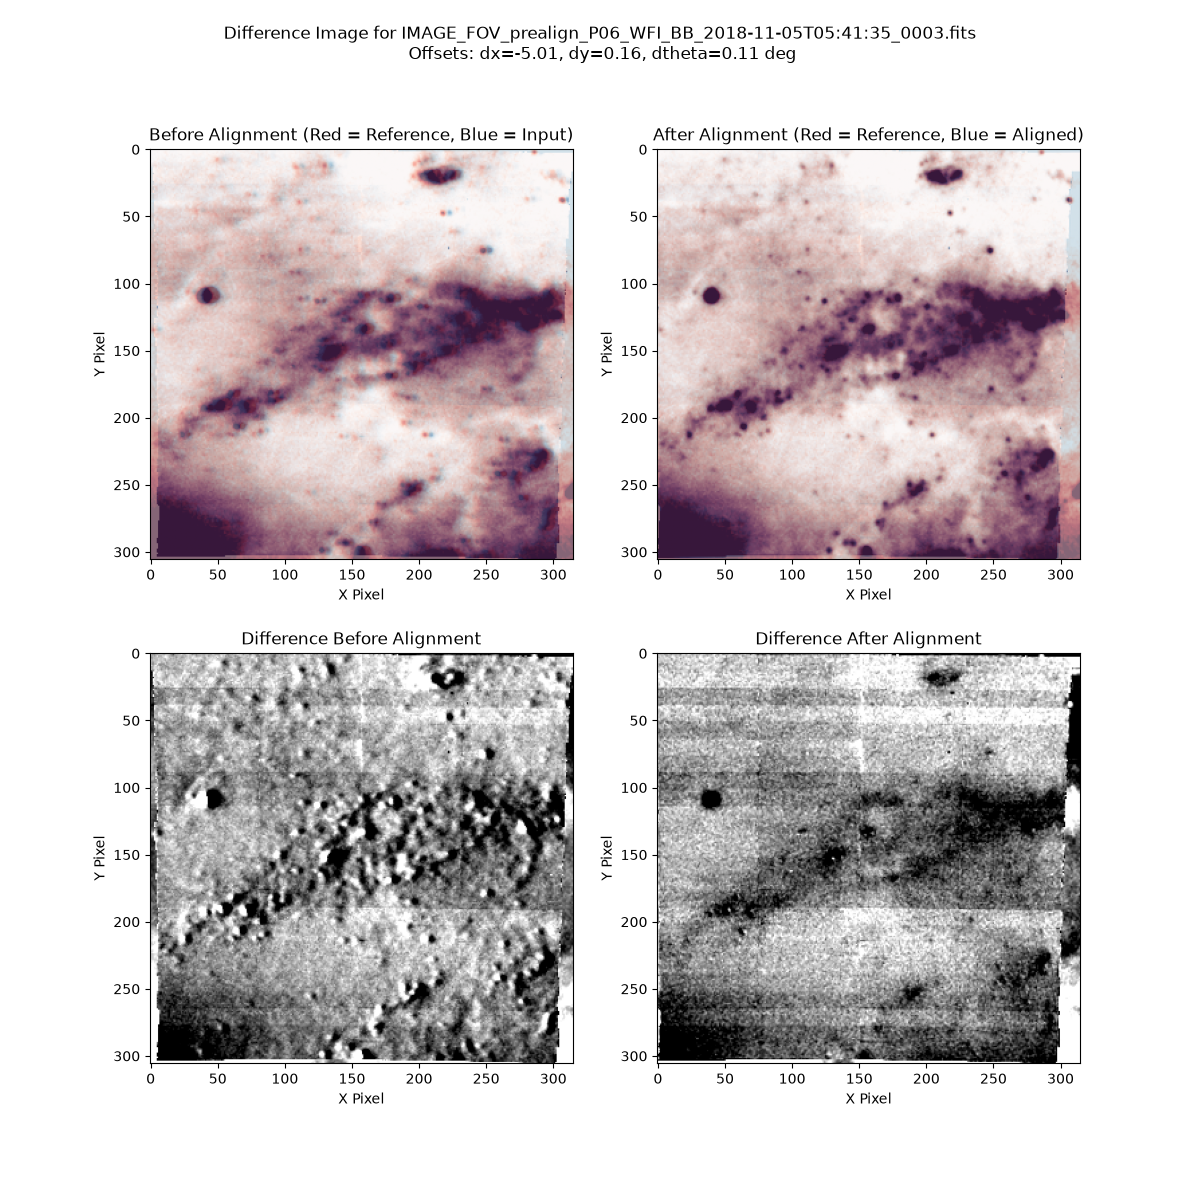 Difference Image for IMAGE_FOV_prealign_P06_WFI_BB_2018-11-05T05:41:35_0003.fits
Offsets: dx=-5.01, dy=0.16, dtheta=0.11 deg
Before Alignment (Red = Reference, Blue = Input)
0
50
100
150
200
250
300
Y Pixel
0 50 100 150 200 250 300
X Pixel
After Alignment (Red = Reference, Blue = Aligned)
0
50
100
150
200
250
300
Y Pixel
0 50 100 150 200 250 300
X Pixel
Difference Before Alignment
0
50
100
150
200
250
300
Y Pixel
0 50 100 150 200 250 300
X Pixel
Difference After Alignment
0
50
100
150
200
250
300
Y Pixel
0 50 100 150 200 250 300
X Pixel